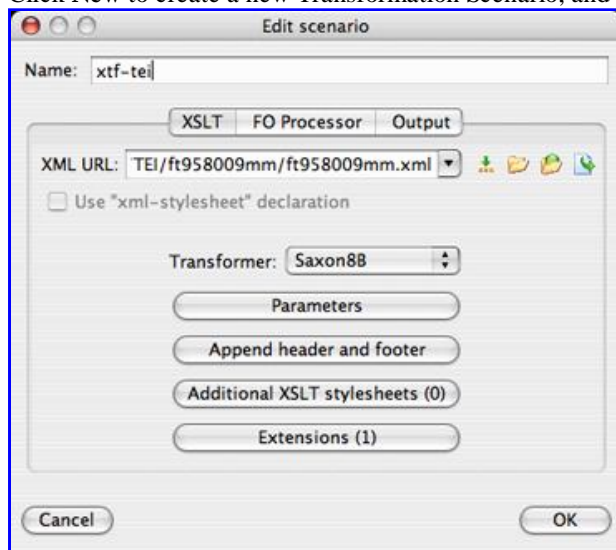 Click New to create a new Transformation Scenario, and
Edit scenario
Name: xtf-tei
XSLT FO Processor Output
XML URL: TEI/ft958009mm/ft958009mm.xml
Use "xml-stylesheet" declaration
Transformer: Saxon8B
Parameters
Append header and footer
Additional XSLT stylesheets (0)
Extensions (1)
Cancel OK